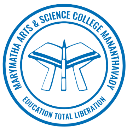 MARYMATHA ARTS & SCIENCE COLLEGE MANANTHAVADY
EDUCATION TOTAL LIBERATION